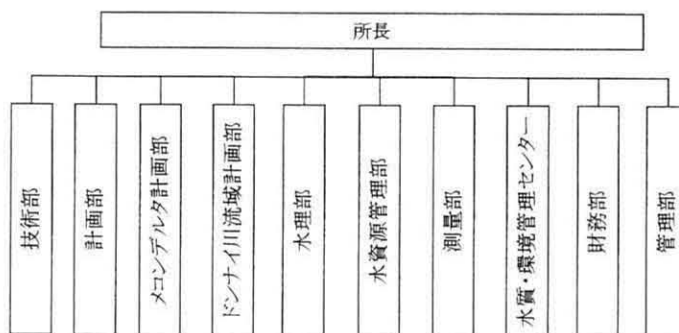 所長
技術部
計画部
メコンデルタ計画部
ドンナイ川流域計画部
水理部
水資源管理部
測量部
水質・環境管理センター
財務部
管理部